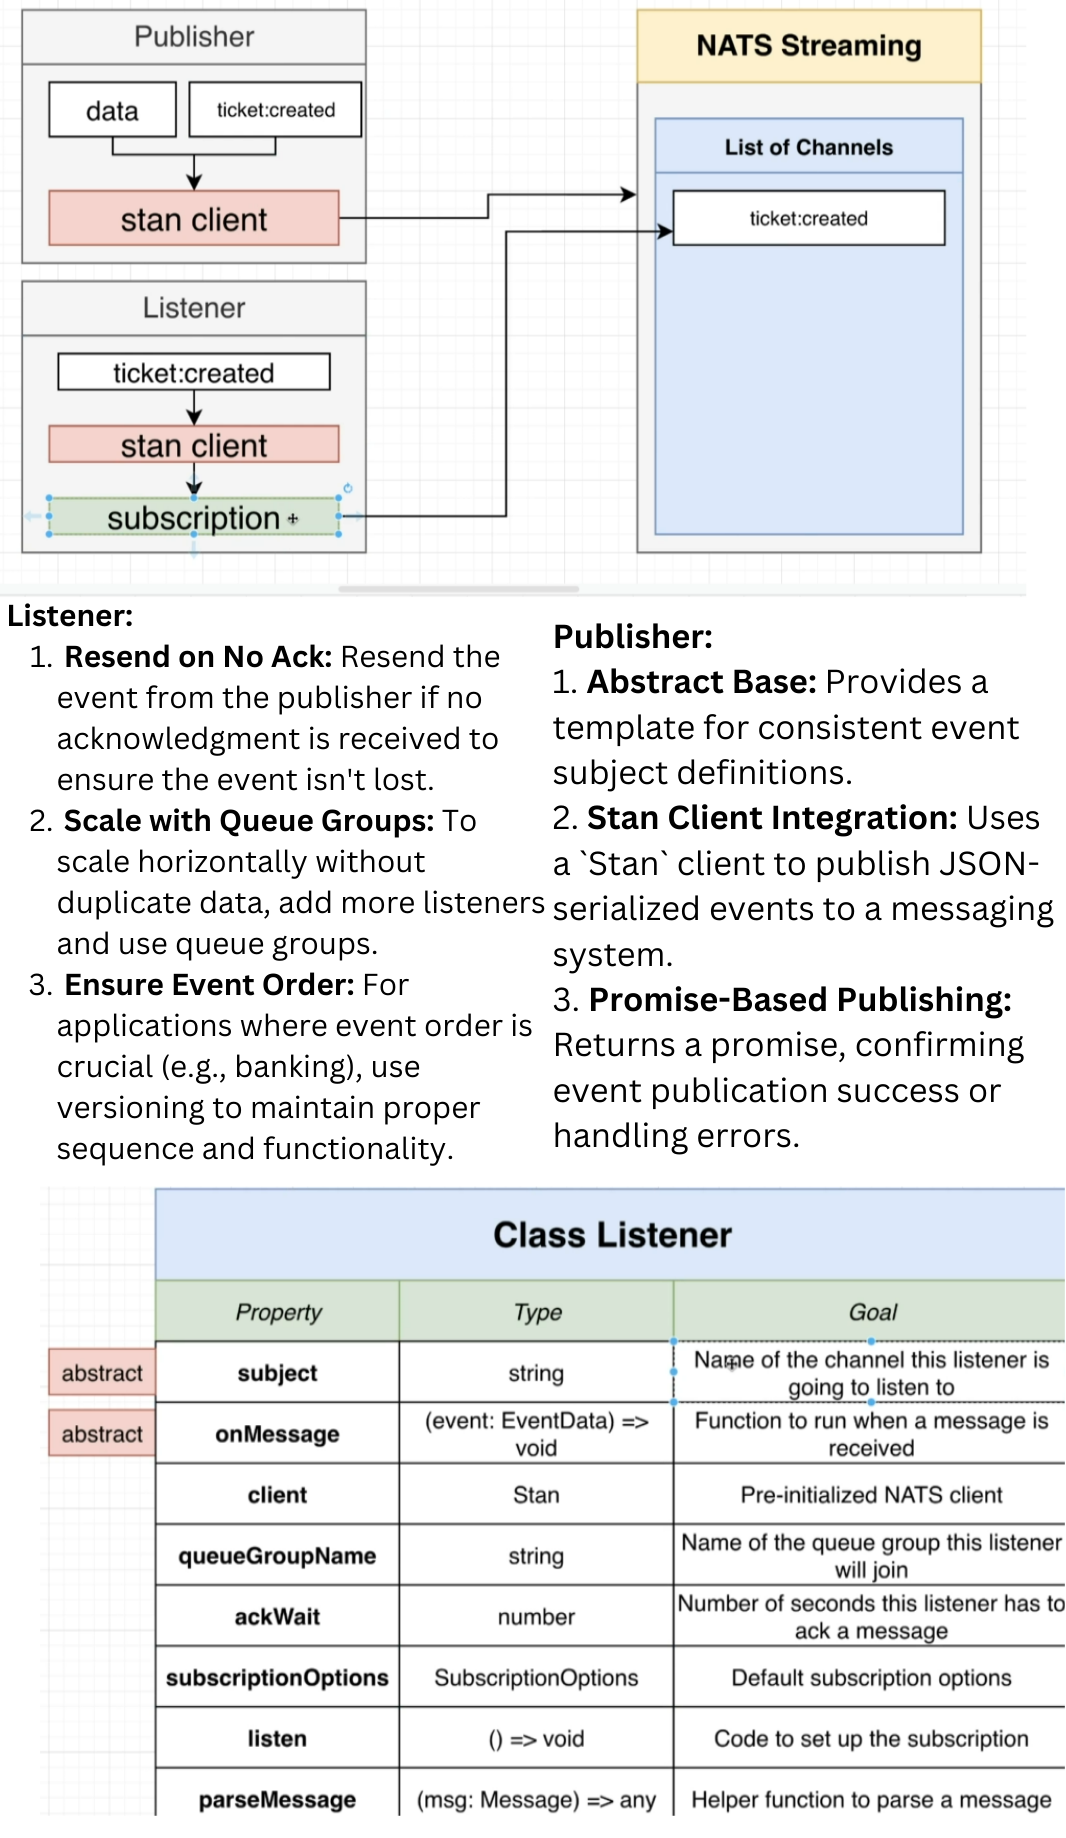 Publisher
data
ticket:created
stan client
NATS Streaming
List of Channels
ticket:created
Listener
ticket:created
stan client
subscription
Listener:
1. Resend on No Ack: Resend the
event from the publisher if no
acknowledgment is received to
ensure the event isn't lost.
2. Scale with Queue Groups: To
scale horizontally without
duplicate data, add more listeners
and use queue groups.
3. Ensure Event Order: For
applications where event order is
crucial (e.g., banking), use
versioning to maintain proper
sequence and functionality.
Publisher:
1. Abstract Base: Provides a
template for consistent event
subject definitions.
2. Stan Client Integration: Uses
a `Stan` client to publish JSON-
serialized events to a messaging
system.
3. Promise-Based Publishing:
Returns a promise, confirming
event publication success or
handling errors.
Class Listener
Property
Type
Goal
abstract
subject
string
Name of the channel this listener is
going to listen to
abstract
onMessage
(event: EventData) =>
void
Function to run when a message is
received
client
Stan
Pre-initialized NATS client
queueGroupName
string
Name of the queue group this listener
will join
ackWait
number
Number of seconds this listener has to
ack a message
subscriptionOptions
SubscriptionOptions
Default subscription options
listen
() => void
Code to set up the subscription
parseMessage
(msg: Message) => any
Helper function to parse a message